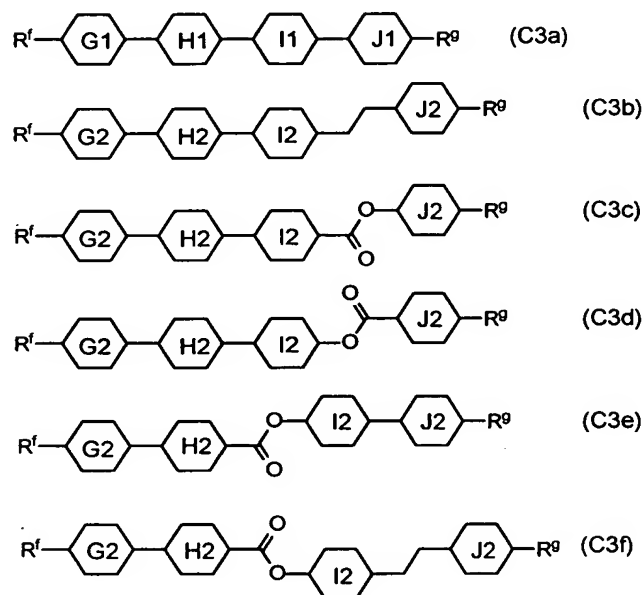 R^f G1 H1 I1 J1 R^g (C3a)
R^f G2 H2 I2 J2 R^g (C3b)
R^f G2 H2 I2 O O J2 R^g (C3c)
R^f G2 H2 I2 O O J2 R^g (C3d)
R^f G2 H2 O O I2 J2 R^g (C3e)
R^f G2 H2 O O I2 J2 R^g (C3f)